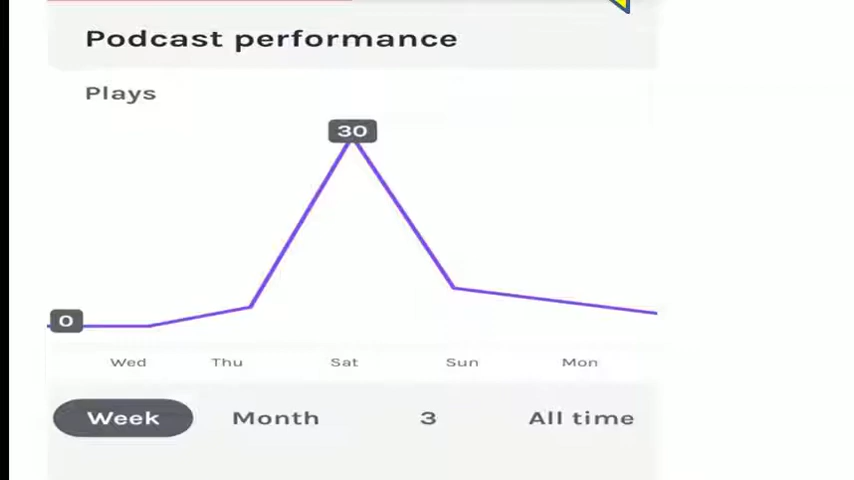 Podcast performance
Plays
30
0
Wed Thu Sat Sun Mon
Week Month 3 All time